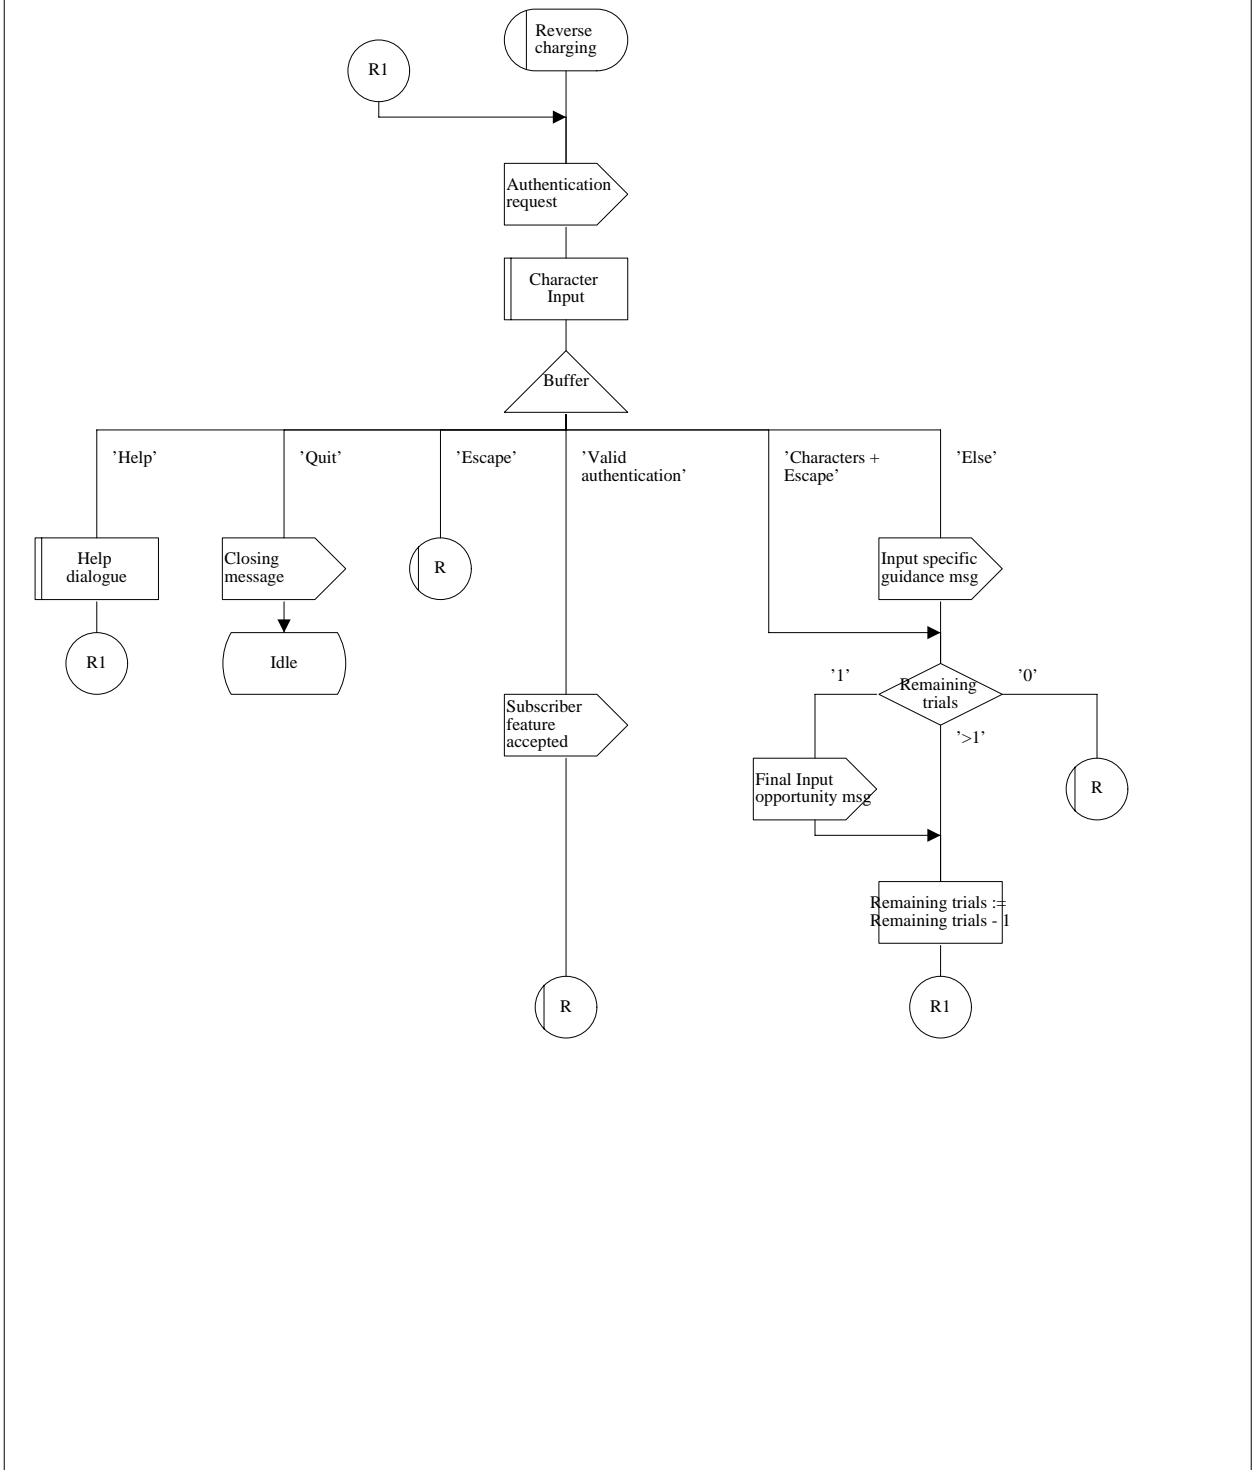 Reverse
charging
R1
Authentication
request
Character
Input
Buffer
’Help’
’Quit’
’Escape’
’Valid
authentication’
’Characters +
Escape’
’Else’
Help
dialogue
Closing
message
R
Input specific
guidance msg
R1
Idle
’1’
Remaining
trials
’0’
’>1’
Subscriber
feature
accepted
Final Input
opportunity msg
R
Remaining trials :=
Remaining trials - 1
R
R1